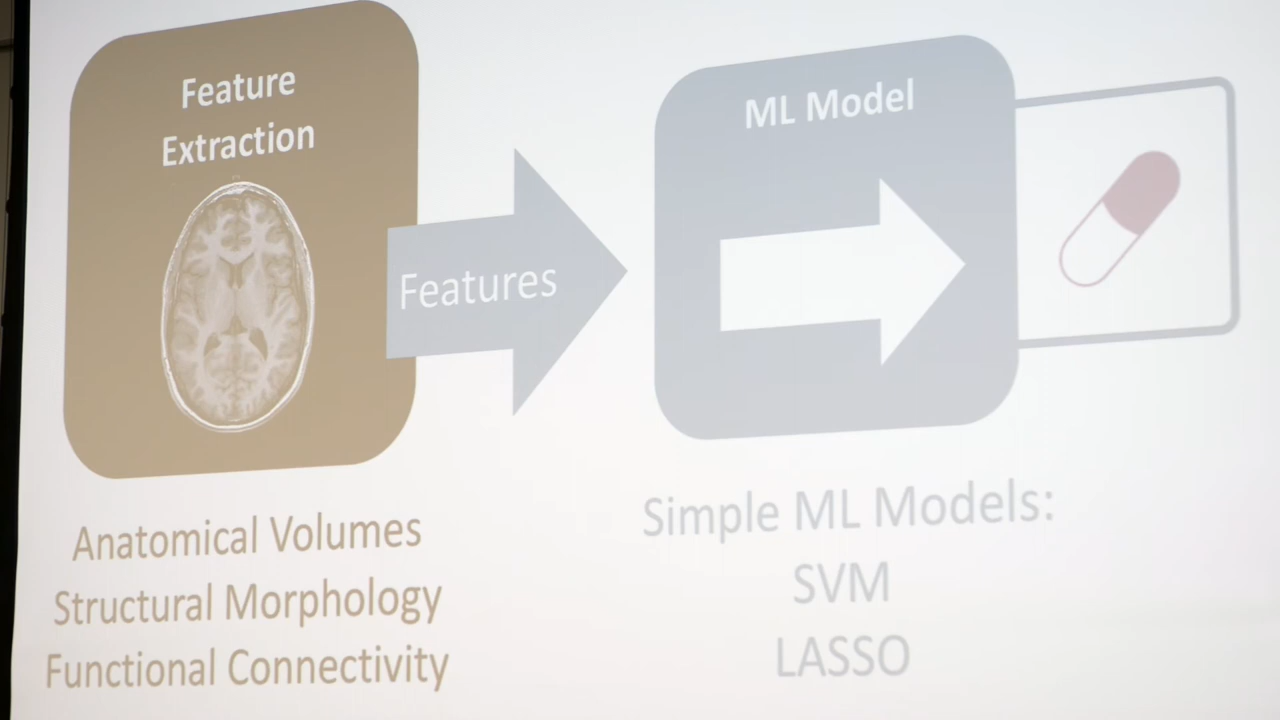 Feature
Extraction
Features
ML Model
Anatomical Volumes
Structural Morphology
Functional Connectivity
Simple ML Models:
SVM
LASSO